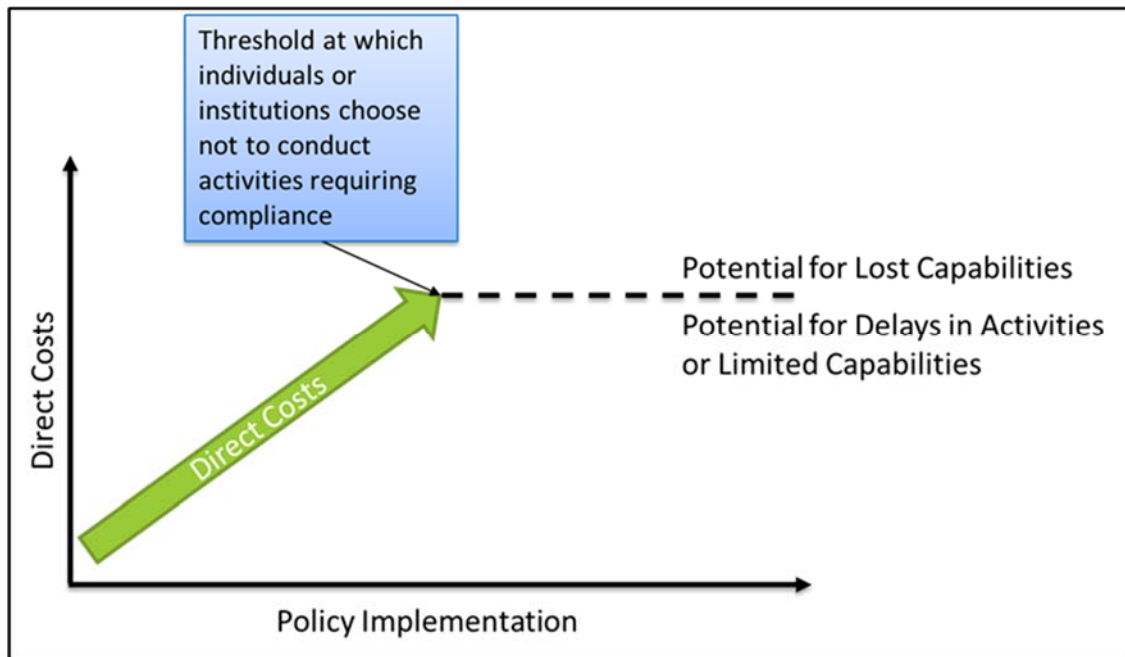 Threshold at which
individuals or
institutions choose
not to conduct
activities requiring
compliance
Potential for Lost Capabilities
Potential for Delays in Activities
or Limited Capabilities
Direct Costs
Direct Costs
Policy Implementation